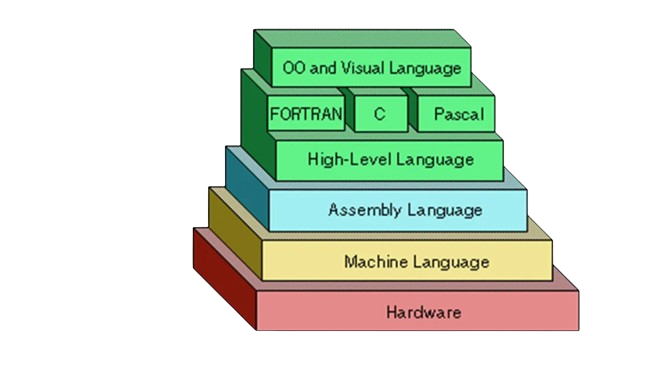 OO and Visual Language
FORTRAN C Pascal
High-Level Language
Assembly Language
Machine Language
Hardware